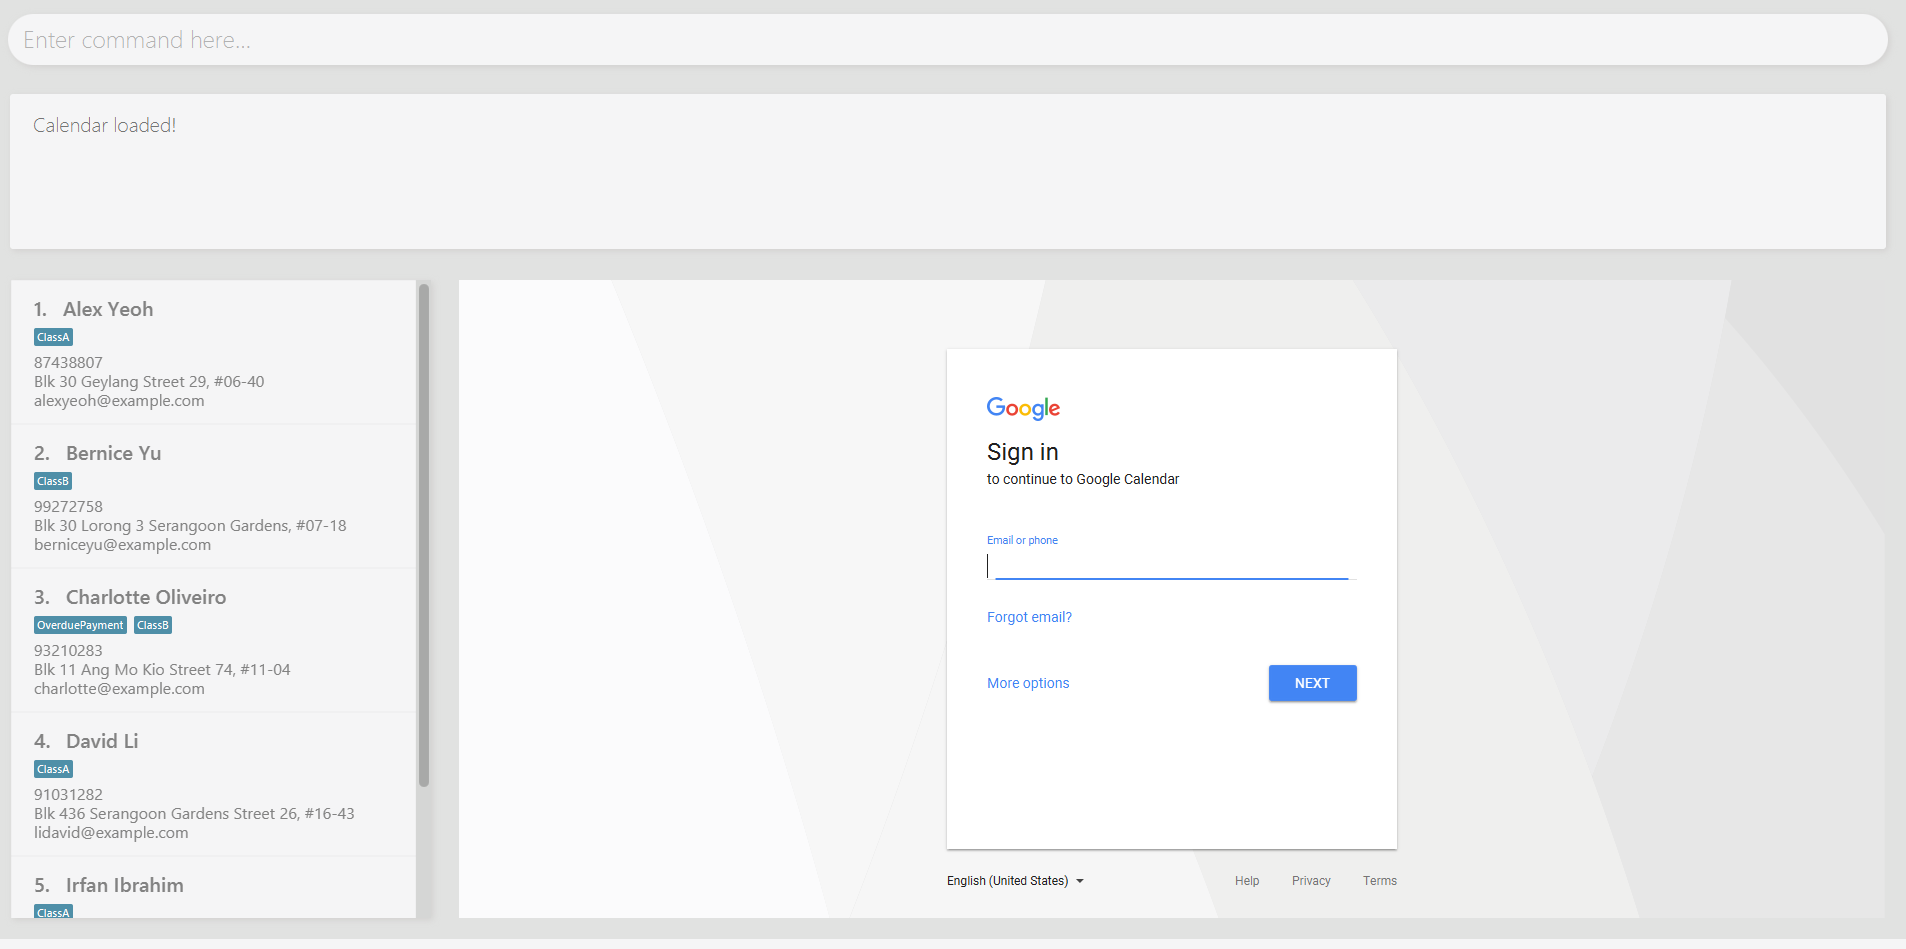 Enter command here...
Calendar loaded!
1. Alex Yeoh
ClassA
87438807
Blk 30 Geylang Street 29, #06-40
alexyeoh@example.com
2. Bernice Yu
ClassB
99272758
Blk 30 Lorong 3 Serangoon Gardens, #07-18
berniceyu@example.com
3. Charlotte Oliveiro
OverduePayment ClassB
93210283
Blk 11 Ang Mo Kio Street 74, #11-04
charlotte@example.com
4. David Li
ClassA
91031282
Blk 436 Serangoon Gardens Street 26, #16-43
lidavid@example.com
5. Irfan Ibrahim
ClassA
Google
Sign in
to continue to Google Calendar
Email or phone
Forgot email?
More options
NEXT
English (United States)
Help Privacy Terms